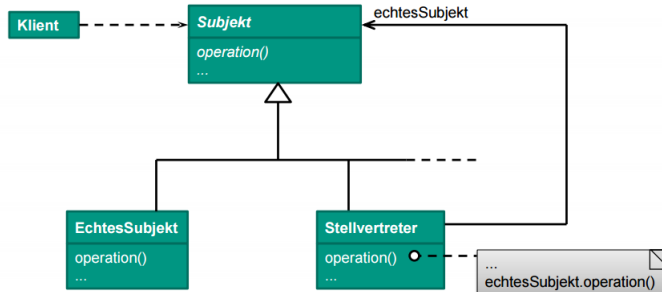 Klient
Subjekt
echtesSubjekt
operation()
...
EchtesSubjekt
operation()
...
Stellvertreter
operation()
...
...
echtesSubjekt.operation()